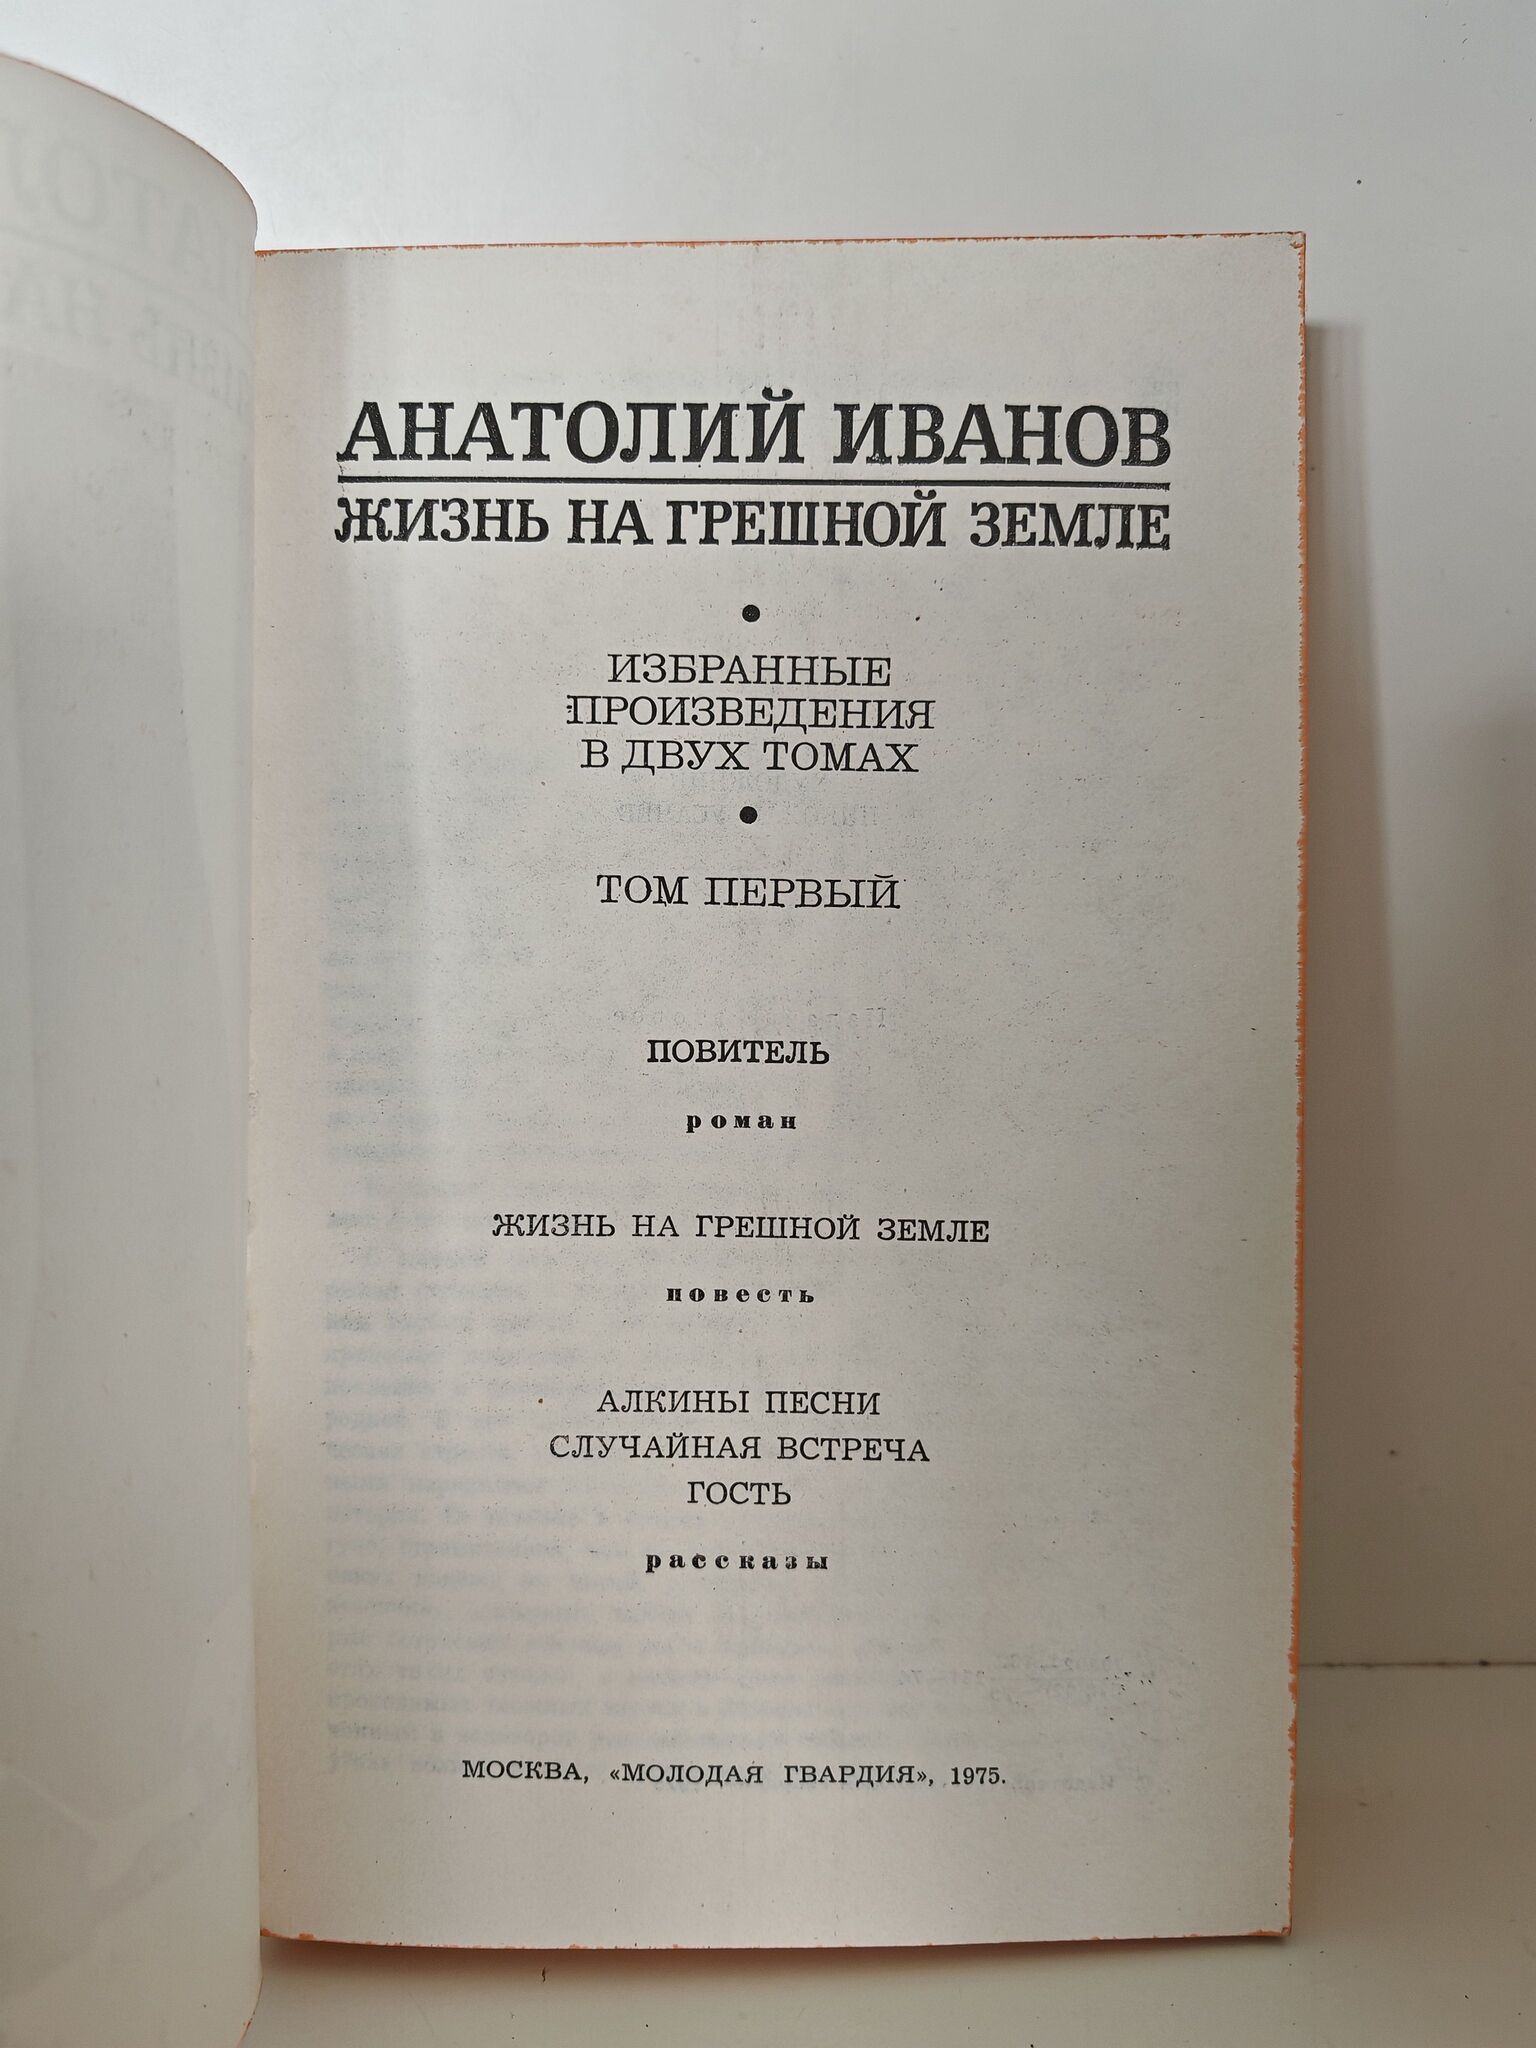 АНАТОЛИЙ ИВАНОВ
ЖИЗНЬ НА ГРЕШНОЙ ЗЕМЛЕ
ИЗБРАННЫЕ
ПРОИЗВЕДЕНИЯ
В ДВУХ ТОМАХ
ТОМ ПЕРВЫЙ
ПОВИТЕЛЬ
роман
ЖИЗНЬ НА ГРЕШНОЙ ЗЕМЛЕ
повесть
АЛКИНЫ ПЕСНИ
СЛУЧАЙНАЯ ВСТРЕЧА
ГОСТЬ
рассказы
МОСКВА, «МОЛОДАЯ ГВАРДИЯ», 1975.